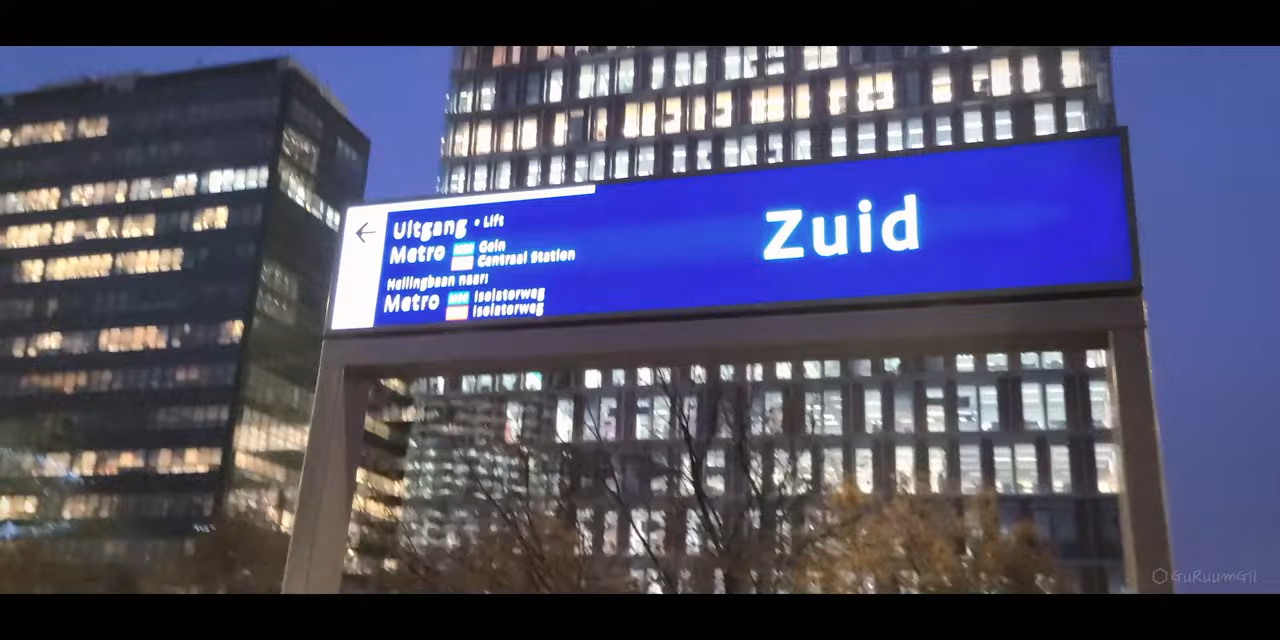 ← Uitgang • Lift
Metro Gein
Centraal Station
Hellingbaan naar:
Metro Isolatorweg
Isolatorweg
Zuid
GuRuumGil